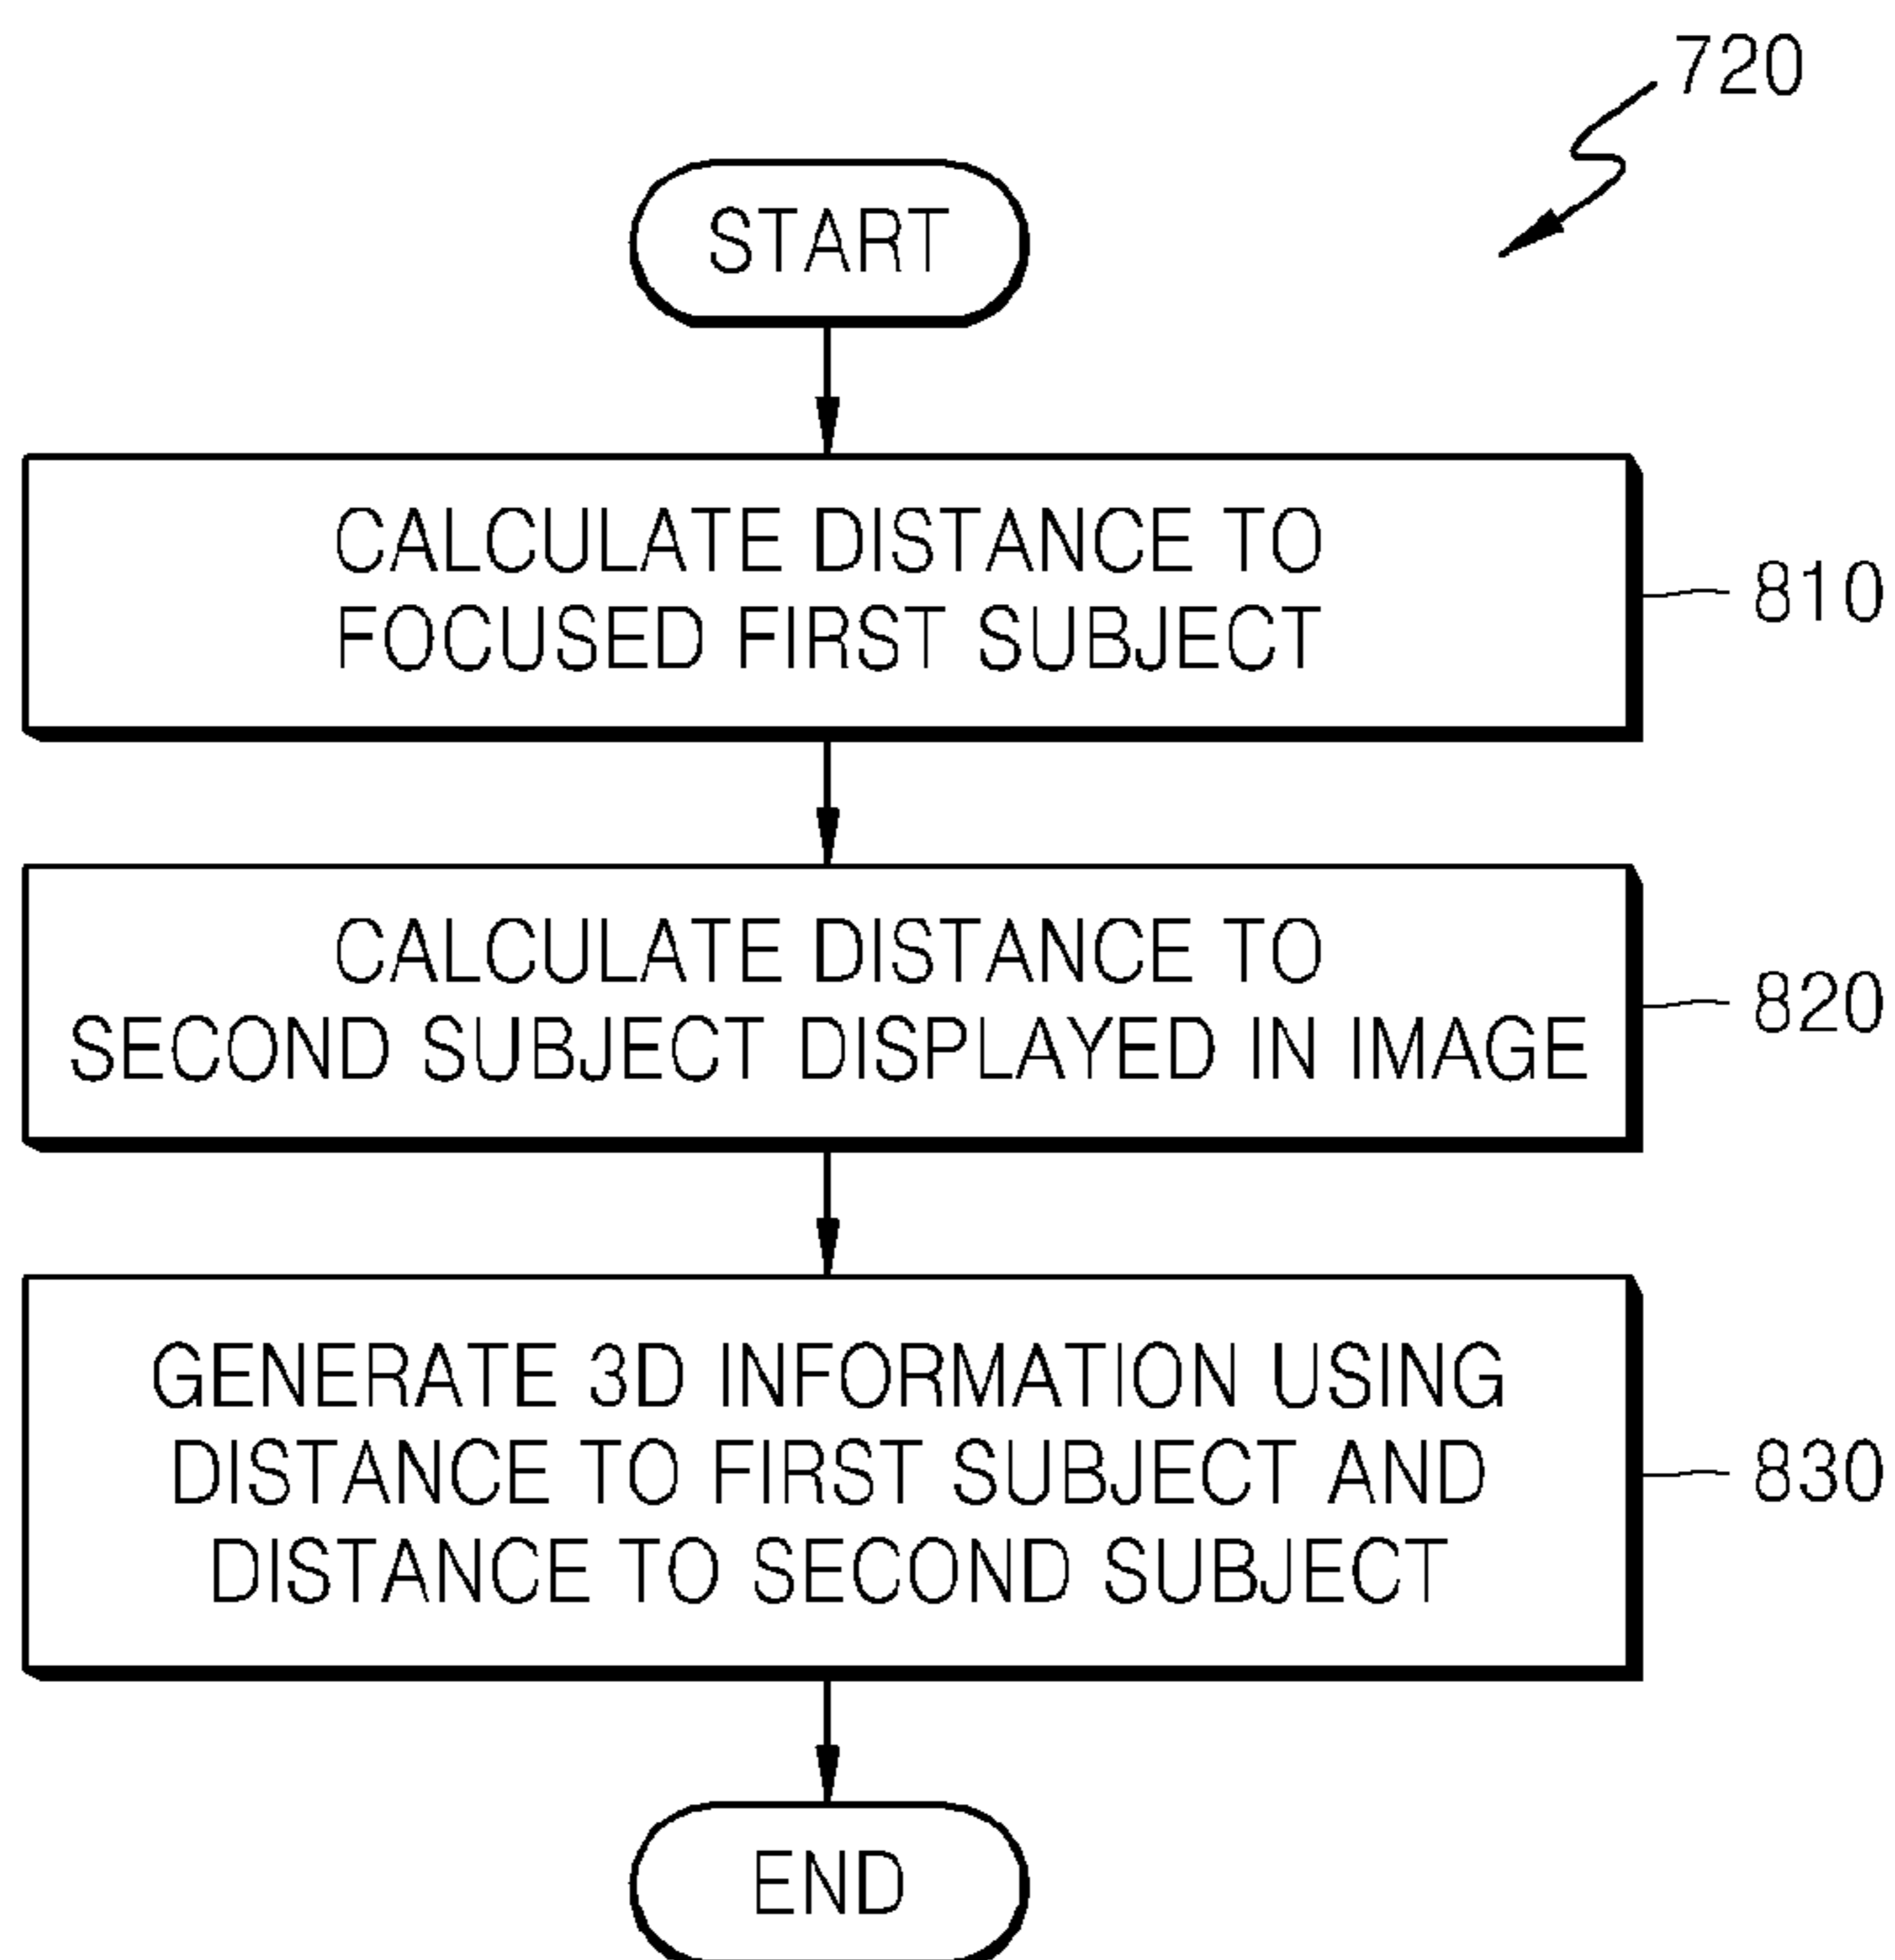 720
START
CALCULATE DISTANCE TO
FOCUSED FIRST SUBJECT
810
CALCULATE DISTANCE TO
SECOND SUBJECT DISPLAYED IN IMAGE
820
GENERATE 3D INFORMATION USING
DISTANCE TO FIRST SUBJECT AND
DISTANCE TO SECOND SUBJECT
830
END